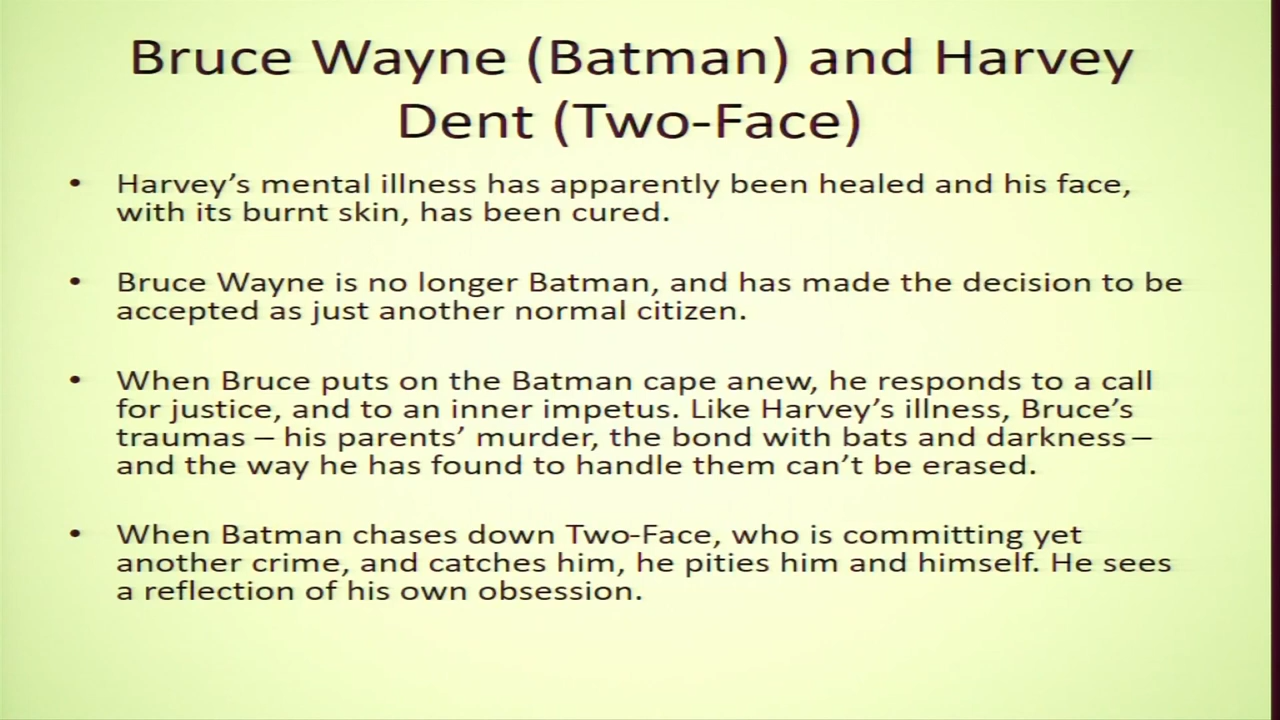 Bruce Wayne (Batman) and Harvey
Dent (Two-Face)
• Harvey’s mental illness has apparently been healed and his face,
with its burnt skin, has been cured.
• Bruce Wayne is no longer Batman, and has made the decision to be
accepted as just another normal citizen.
• When Bruce puts on the Batman cape anew, he responds to a call
for justice, and to an inner impetus. Like Harvey’s illness, Bruce’s
traumas – his parents’ murder, the bond with bats and darkness –
and the way he has found to handle them can’t be erased.
• When Batman chases down Two-Face, who is committing yet
another crime, and catches him, he pities him and himself. He sees
a reflection of his own obsession.